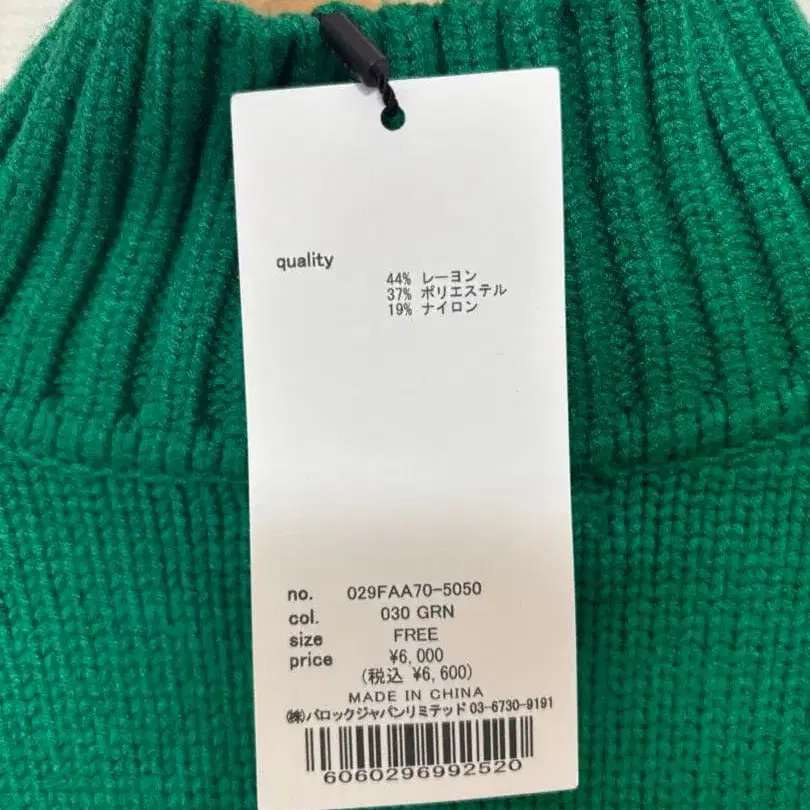 quality
44% レーヨン
37% ポリエステル
19% ナイロン
no. 029FAA70-5050
col. 030 GRN
size FREE
price ¥6,000
(税込 ¥6,600)
MADE IN CHINA
㈱バロックジャパンリミテッド 03-6730-9191
6060296992520